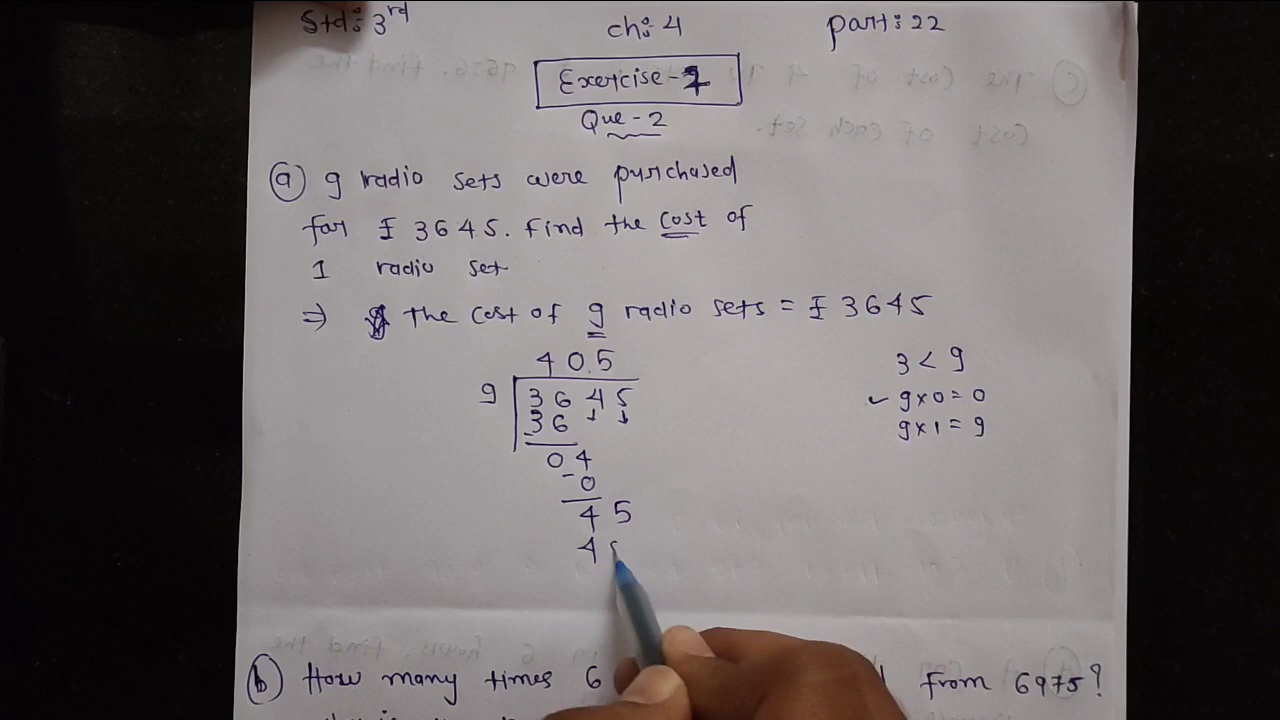 Std: 3rd ch: 4 part: 22
Exercise-7
Que-2
(a) 9 radio sets were purchased
for ₹ 3645. Find the cost of
1 radio set
⇒ the cost of 9 radio sets = ₹ 3645
405
9 3645
36
04
-0
45
4
3 < 9
✓ 9×0=0
9×1=9
(b) How many times 6 from 6975?